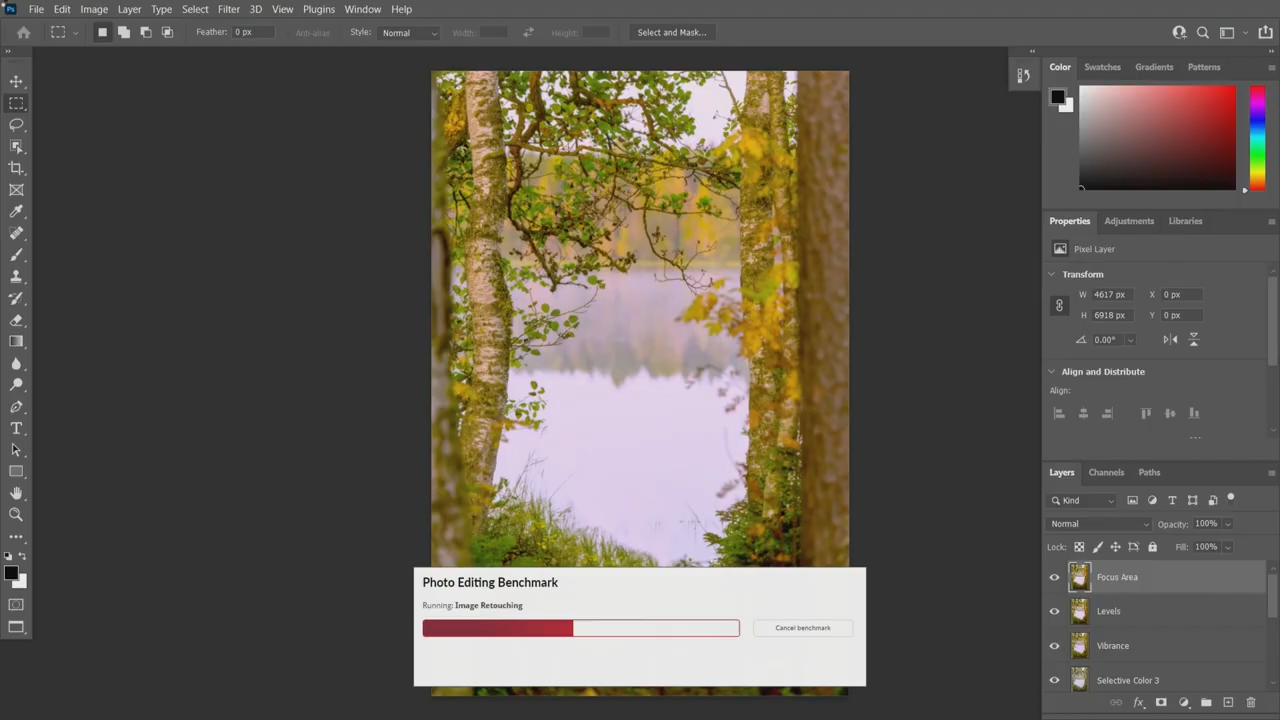 Ps File Edit Image Layer Type Select Filter 3D View Plugins Window Help
Feather: 0 px Anti-alias Style: Normal Width: Height: Select and Mask...
Color Swatches Gradients Patterns
Properties Adjustments Libraries
Pixel Layer
Transform
W 4617 px X 0 px
H 6918 px Y 0 px
0.00°
Align and Distribute
Align:
...
Layers Channels Paths
Kind
Normal Opacity: 100%
Lock: Fill: 100%
Focus Area
Levels
Vibrance
Selective Color 3
fx
Photo Editing Benchmark
Running: Image Retouching
Cancel benchmark